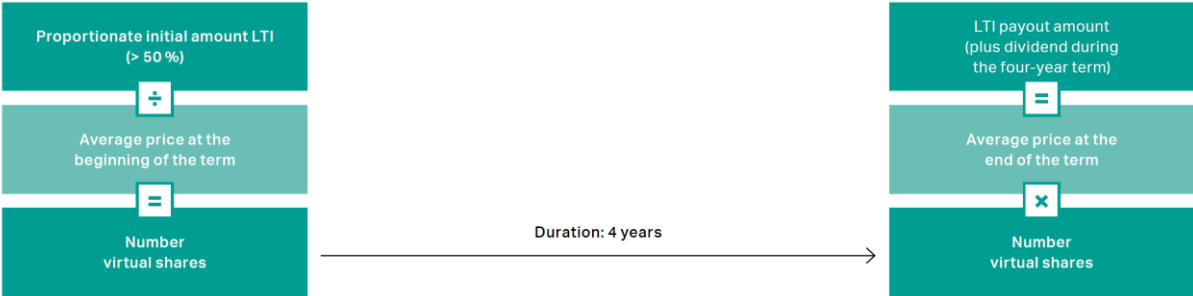 Proportionate initial amount LTI
(> 50 %)
÷
Average price at the
beginning of the term
=
Number
virtual shares
Duration: 4 years
LTI payout amount
(plus dividend during
the four-year term)
=
Average price at the
end of the term
×
Number
virtual shares